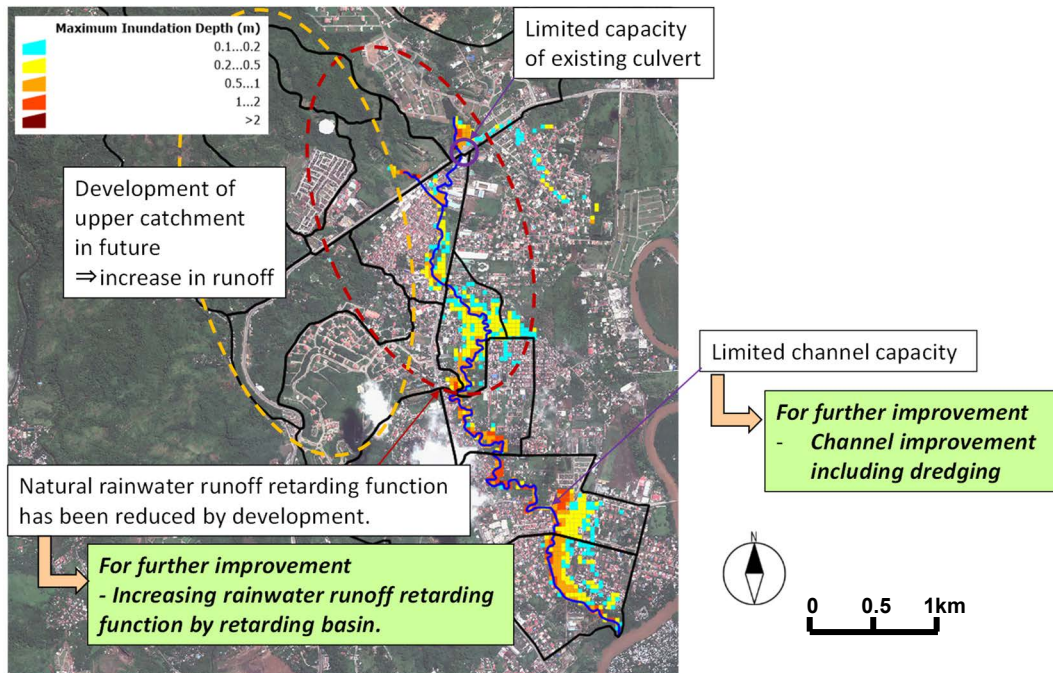 Maximum Inundation Depth (m)
0.1...0.2
0.2...0.5
0.5...1
1...2
>2
Limited capacity
of existing culvert
Development of
upper catchment
in future
⇒increase in runoff
Limited channel capacity
For further improvement
- Channel improvement
including dredging
Natural rainwater runoff retarding function
has been reduced by development.
For further improvement
- Increasing rainwater runoff retarding
function by retarding basin.
N
0 0.5 1km